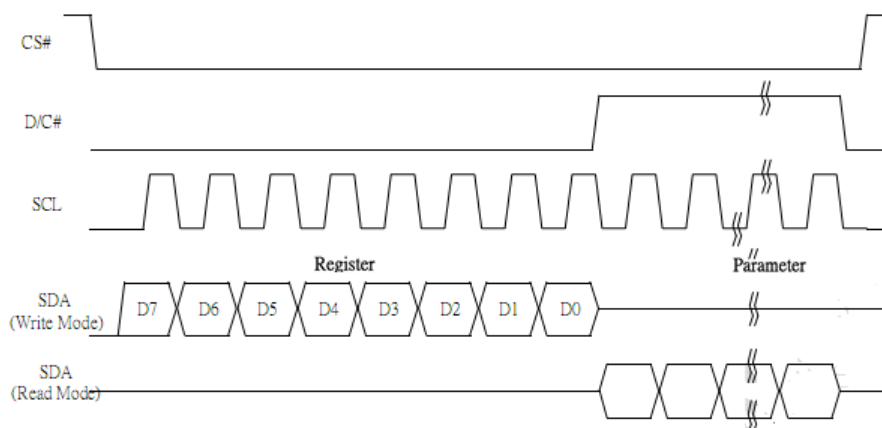 CS#
D/C#
SCL
Register
Parameter
SDA
(Write Mode)
D7 D6 D5 D4 D3 D2 D1 D0
SDA
(Read Mode)